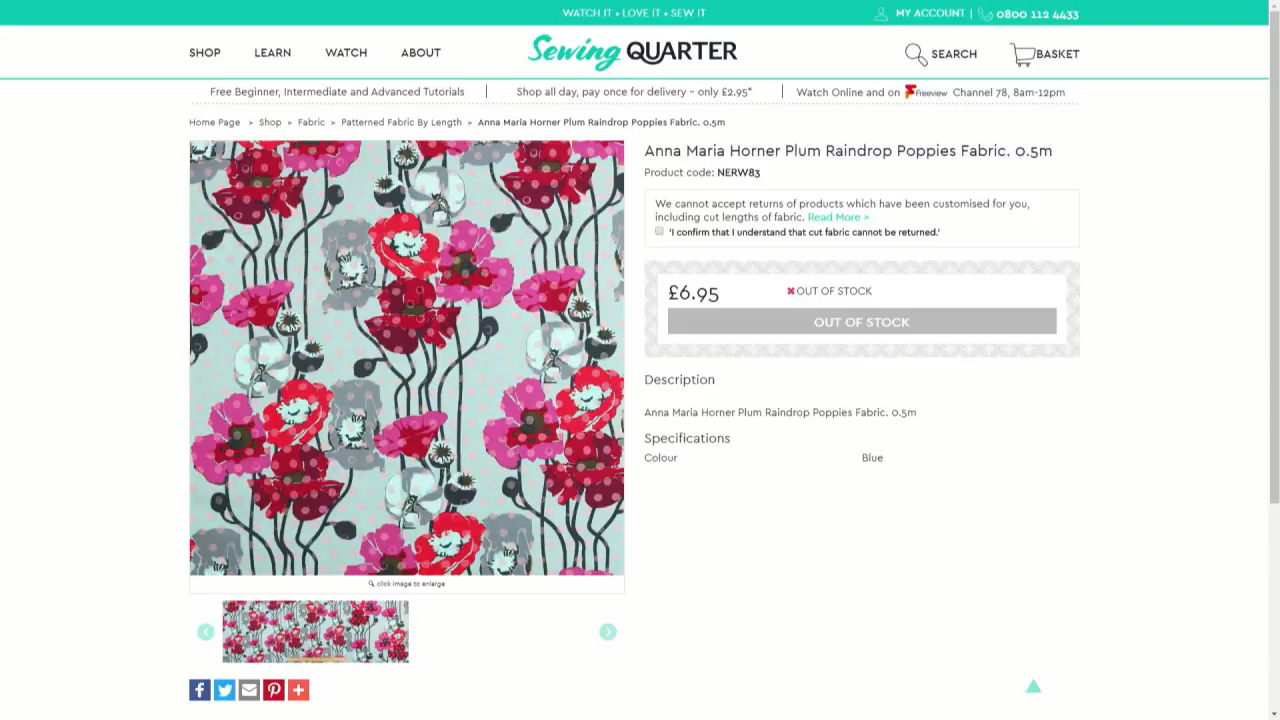 WATCH IT • LOVE IT • SEW IT
MY ACCOUNT | 0800 112 4433
SHOP LEARN WATCH ABOUT
Sewing QUARTER
SEARCH BASKET
Free Beginner, Intermediate and Advanced Tutorials | Shop all day, pay once for delivery – only £2.95* | Watch Online and on Freeview Channel 78, 8am-12pm
Home Page > Shop > Fabric > Patterned Fabric By Length > Anna Maria Horner Plum Raindrop Poppies Fabric. 0.5m
Anna Maria Horner Plum Raindrop Poppies Fabric. 0.5m
Product code: NERW83
We cannot accept returns of products which have been customised for you,
including cut lengths of fabric. Read More >
'I confirm that I understand that cut fabric cannot be returned.'
£6.95 OUT OF STOCK
OUT OF STOCK
Description
Anna Maria Horner Plum Raindrop Poppies Fabric. 0.5m
Specifications
Colour Blue
click image to enlarge